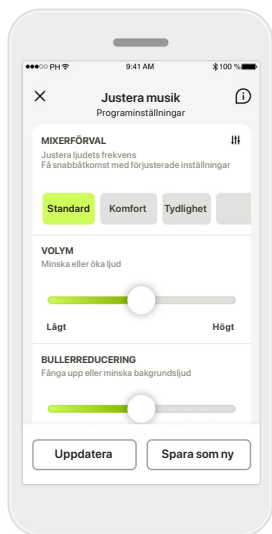 PH 9:41 AM 100 %
Justera musik
Programinställningar
MIXERFÖRVAL
Justera ljudets frekvens
Få snabbåtkomst med förjusterade inställningar
Standard Komfort Tydlighet
VOLYM
Minska eller öka ljud
Lågt Högt
BULLERREDUCERING
Fånga upp eller minska bakgrundsljud
Uppdatera Spara som ny